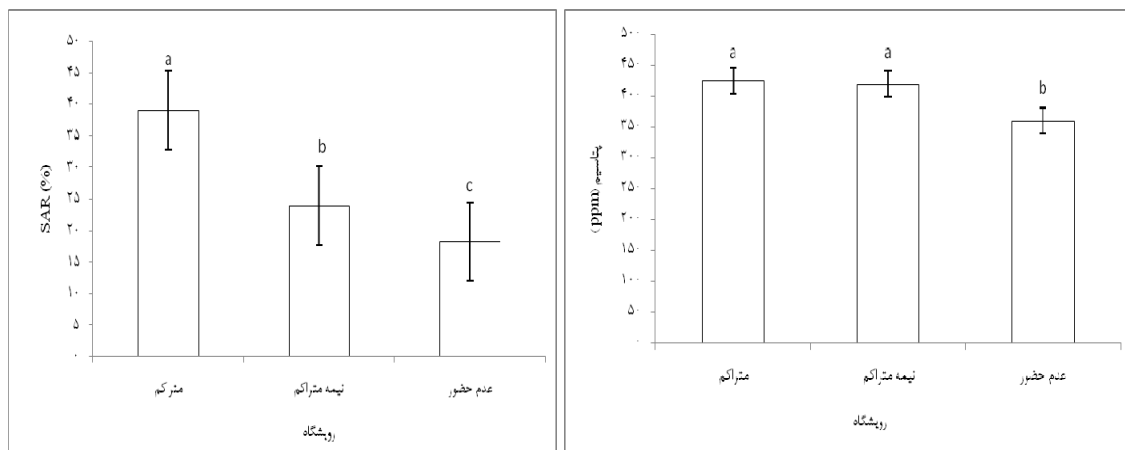 SAR (%)
۵۰
۴۵
۴۰
۳۵
۳۰
۲۵
۲۰
۱۵
۱۰
۵
۰
a
b
c
متراکم
نیمه متراکم
عدم حضور
رویشگاه
پتاسیم (ppm)
۵۰۰
۴۵۰
۴۰۰
۳۵۰
۳۰۰
۲۵۰
۲۰۰
۱۵۰
۱۰۰
۵۰
۰
a
a
b
متراکم
نیمه متراکم
عدم حضور
رویشگاه